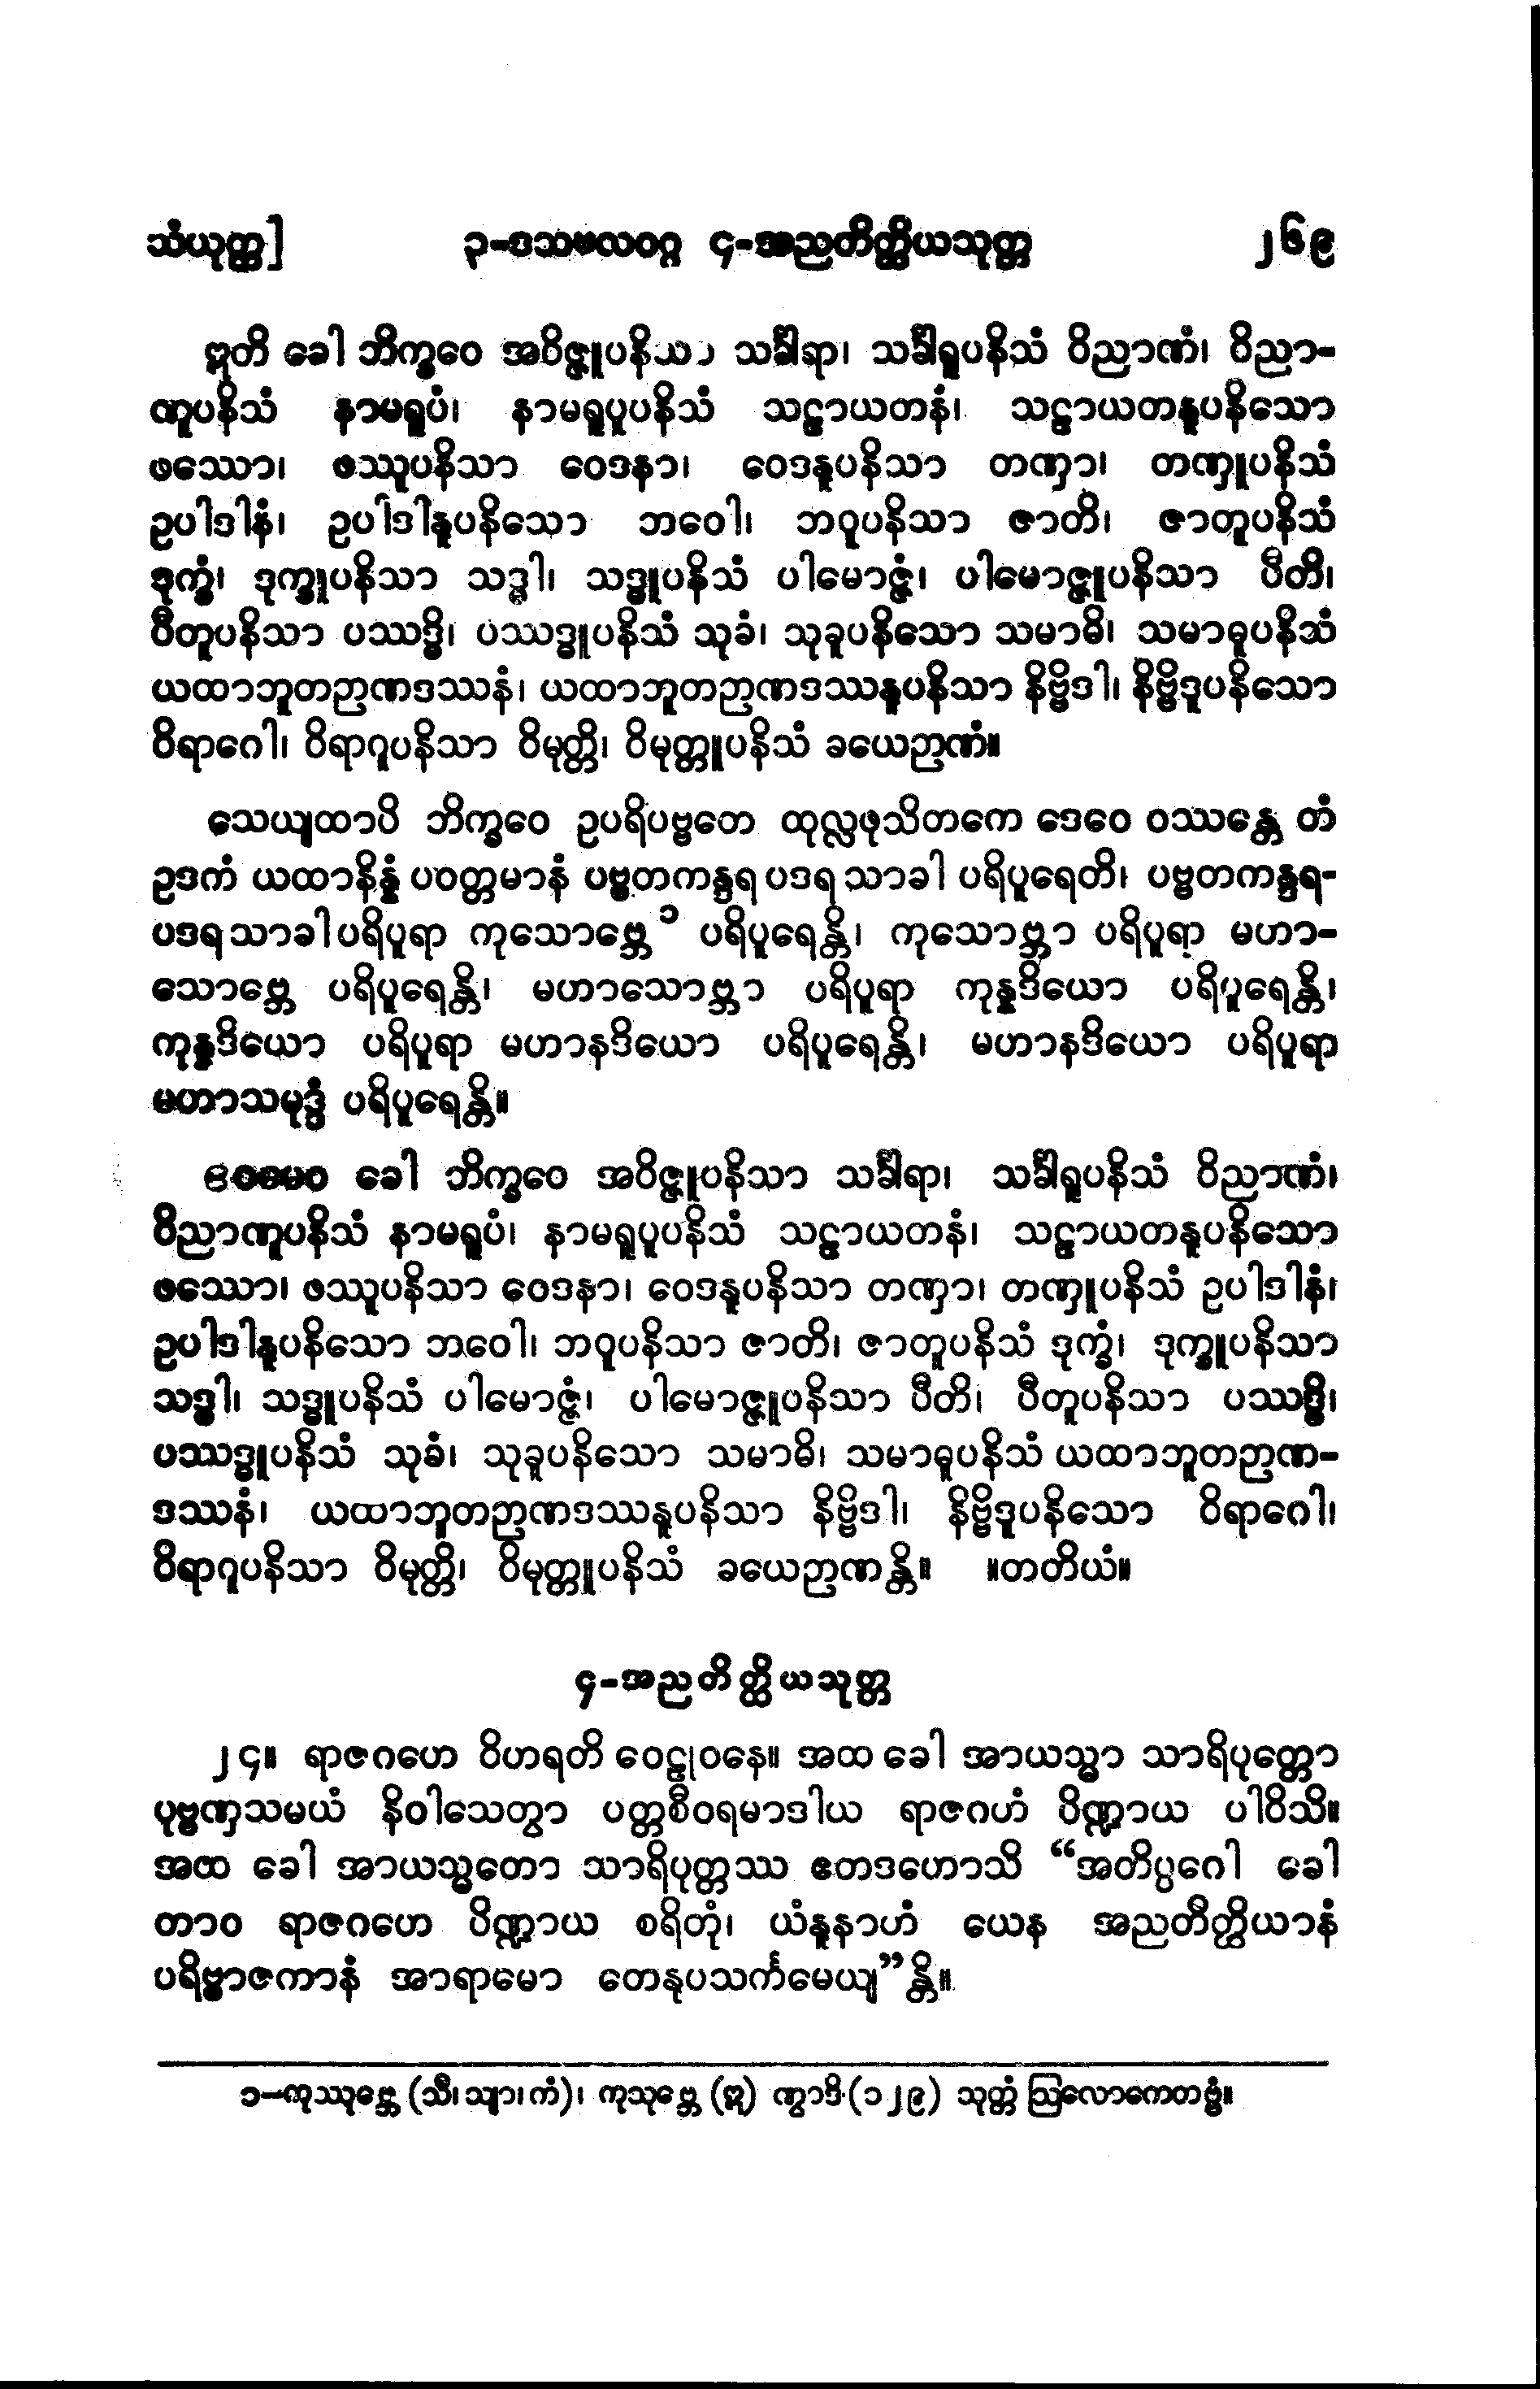 သံယုတ္တ] ၃-ဒသဗလဝဂ္ဂ ၄-အညတိတ္ထိယသုတ္တ ၂၆၉
ဣတိ ခေါ ဘိက္ခဝေ အဝိဇ္ဇူပနိသာ သင်္ခါရာ၊ သင်္ခါရူပနိသံ ဝိညာဏံ၊ ဝိညာ-
ဏူပနိသံ နာမရူပံ၊ နာမရူပူပနိသံ သဠာယတနံ၊ သဠာယတနူပနိသော
ဖဿော၊ ဖဿူပနိသာ ဝေဒနာ၊ ဝေဒနူပနိသာ တဏှာ၊ တဏှူပနိသံ
ဥပါဒါနံ၊ ဥပါဒါနူပနိသော ဘဝေါ၊ ဘဝူပနိသာ ဇာတိ၊ ဇာတူပနိသံ
ဒုက္ခံ၊ ဒုက္ခူပနိသာ သဒ္ဓါ၊ သဒ္ဓူပနိသံ ပါမောဇ္ဇံ၊ ပါမောဇ္ဇူပနိသာ ပီတိ၊
ပီတူပနိသာ ပဿဒ္ဓိ၊ ပဿဒ္ဓူပနိသံ သုခံ၊ သုခူပနိသော သမာဓိ၊ သမာဓူပနိသံ
ယထာဘူတဉာဏဒဿနံ၊ ယထာဘူတဉာဏဒဿနူပနိသာ နိဗ္ဗိဒါ၊ နိဗ္ဗိဒူပနိသော
ဝိရာဂေါ၊ ဝိရာဂူပနိသာ ဝိမုတ္တိ၊ ဝိမုတ္တူပနိသံ ခယေဉာဏံ။
သေယျထာပိ ဘိက္ခဝေ ဥပရိပဗ္ဗတေ ထုလ္လဖုသိတကေ ဒေဝေ ဝဿန္တေ တံ
ဥဒကံ ယထာနိန္နံ ပဝတ္တမာနံ ပဗ္ဗတကန္ဒရပဒရသာခါ ပရိပူရေတိ၊ ပဗ္ဗတကန္ဒရ-
ပဒရသာခါပရိပူရာ ကုသောဗ္ဘေ ၁ ပရိပူရေန္တိ၊ ကုသောဗ္ဘာ ပရိပူရာ မဟာ-
သောဗ္ဘေ ပရိပူရေန္တိ၊ မဟာသောဗ္ဘာ ပရိပူရာ ကုန္နဒိယော ပရိပူရေန္တိ၊
ကုန္နဒိယော ပရိပူရာ မဟာနဒိယော ပရိပူရေန္တိ၊ မဟာနဒိယော ပရိပူရာ
မဟာသမုဒ္ဒံ ပရိပူရေန္တိ။
ဧဝမေဝ ခေါ ဘိက္ခဝေ အဝိဇ္ဇူပနိသာ သင်္ခါရာ၊ သင်္ခါရူပနိသံ ဝိညာဏံ၊
ဝိညာဏူပနိသံ နာမရူပံ၊ နာမရူပူပနိသံ သဠာယတနံ၊ သဠာယတနူပနိသော
ဖဿော၊ ဖဿူပနိသာ ဝေဒနာ၊ ဝေဒနူပနိသာ တဏှာ၊ တဏှူပနိသံ ဥပါဒါနံ၊
ဥပါဒါနူပနိသော ဘဝေါ၊ ဘဝူပနိသာ ဇာတိ၊ ဇာတူပနိသံ ဒုက္ခံ၊ ဒုက္ခူပနိသာ
သဒ္ဓါ၊ သဒ္ဓူပနိသံ ပါမောဇ္ဇံ၊ ပါမောဇ္ဇူပနိသာ ပီတိ၊ ပီတူပနိသာ ပဿဒ္ဓိ၊
ပဿဒ္ဓူပနိသံ သုခံ၊ သုခူပနိသော သမာဓိ၊ သမာဓူပနိသံ ယထာဘူတဉာဏ-
ဒဿနံ၊ ယထာဘူတဉာဏဒဿနူပနိသာ နိဗ္ဗိဒါ၊ နိဗ္ဗိဒူပနိသော ဝိရာဂေါ၊
ဝိရာဂူပနိသာ ဝိမုတ္တိ၊ ဝိမုတ္တူပနိသံ ခယေဉာဏန္တိ။ ။တတိယံ။
၄-အညတိတ္ထိယသုတ္တ
၂၄။ ရာဇဂဟေ ဝိဟရတိ ဝေဠုဝနေ။ အထ ခေါ အာယသ္မာ သာရိပုတ္တော
ပုဗ္ဗဏှသမယံ နိဝါသေတွာ ပတ္တစီဝရမာဒါယ ရာဇဂဟံ ပိဏ္ဍာယ ပါဝိသိ။
အထ ခေါ အာယသ္မတော သာရိပုတ္တဿ ဧတဒဟောသိ “အတိပ္ပဂေါ ခေါ
တာဝ ရာဇဂဟေ ပိဏ္ဍာယ စရိတုံ၊ ယံနူနာဟံ ယေန အညတိတ္ထိယာနံ
ပရိဗ္ဗာဇကာနံ အာရာမော တေနုပသင်္ကမေယျ”န္တိ။
၁-ကုဿုဗ္ဘေ (သီ၊ သျာ၊ ကံ)၊ ကုသုဗ္ဘေ (ဣ) ဏွာဒိ (၁၂၉) သုတ္တံ ဩလောကေတဗ္ဗံ။